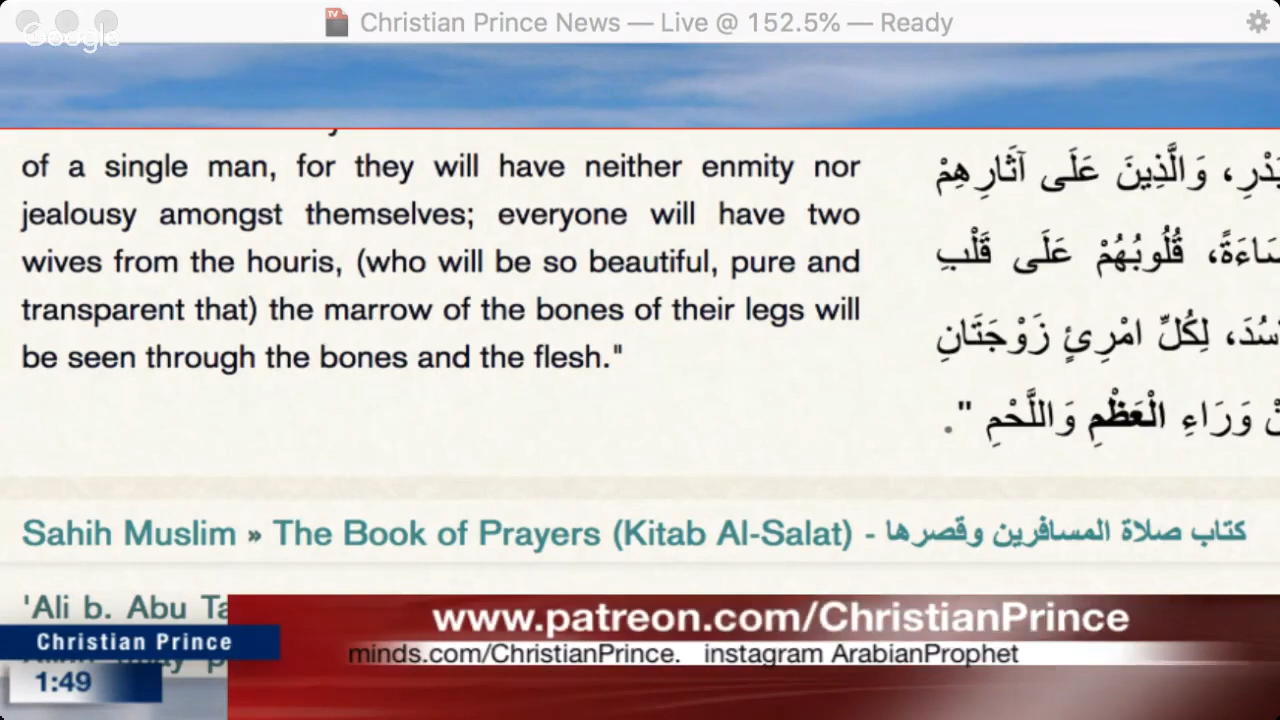 Christian Prince News — Live @ 152.5% — Ready
Google
of a single man, for they will have neither enmity nor
jealousy amongst themselves; everyone will have two
wives from the houris, (who will be so beautiful, pure and
transparent that) the marrow of the bones of their legs will
be seen through the bones and the flesh."
وَالَّذِينَ عَلَى آثَارِهِمْ
قُلُوبُهُمْ عَلَى قَلْبِ
لِكُلِّ امْرِئٍ زَوْجَتَانِ
وَرَاءِ الْعَظْمِ وَاللَّحْمِ ".
Sahih Muslim » The Book of Prayers (Kitab Al-Salat) - كتاب صلاة المسافرين وقصرها
'Ali b. Abu
www.patreon.com/ChristianPrince
Christian Prince
minds.com/ChristianPrince. instagram ArabianProphet
1:49